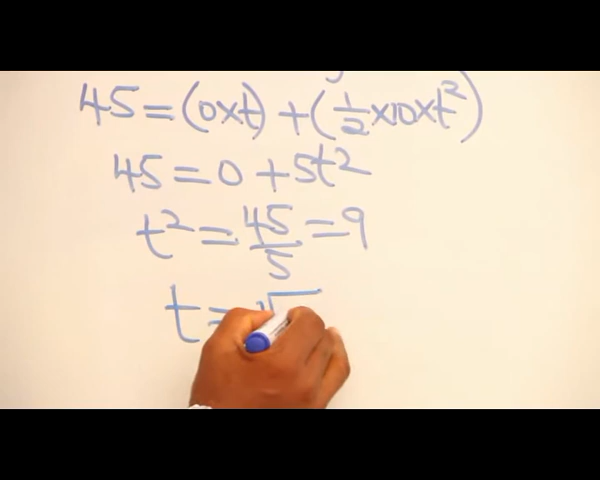 45 = (0×t) + (1/2×10×t²)
45 = 0 + 5t²
t² = 45/5 = 9
t = √